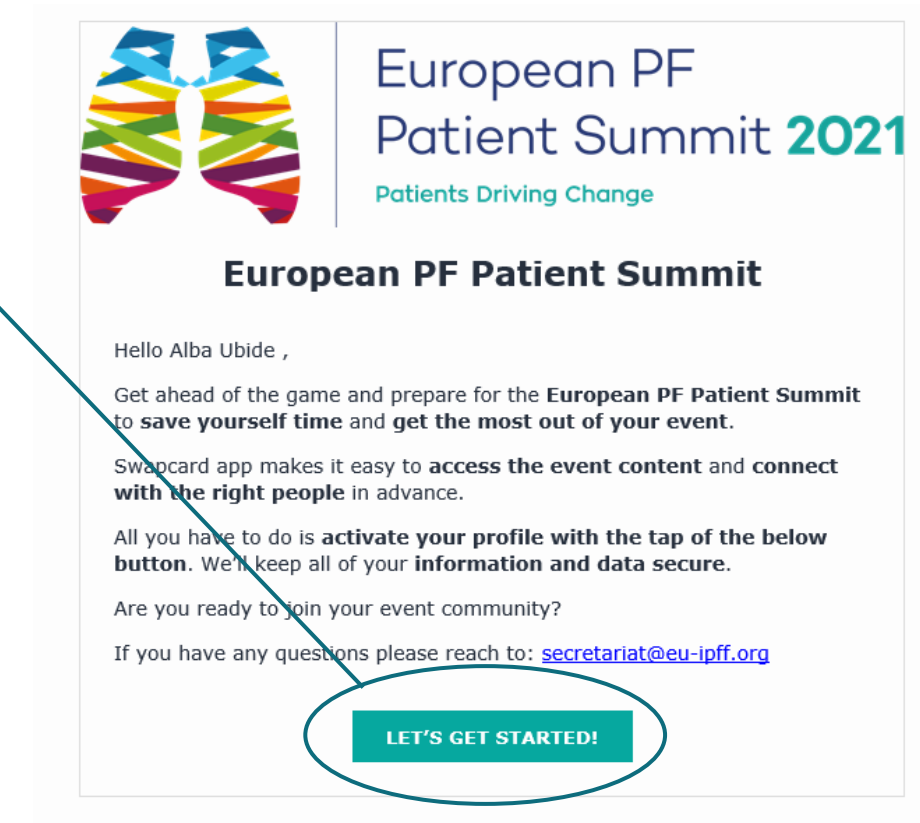 European PF
Patient Summit 2021
Patients Driving Change
European PF Patient Summit
Hello Alba Ubide ,
Get ahead of the game and prepare for the European PF Patient Summit
to save yourself time and get the most out of your event.
Swapcard app makes it easy to access the event content and connect
with the right people in advance.
All you have to do is activate your profile with the tap of the below
button. We'll keep all of your information and data secure.
Are you ready to join your event community?
If you have any questions please reach to: secretariat@eu-ipff.org
LET'S GET STARTED!